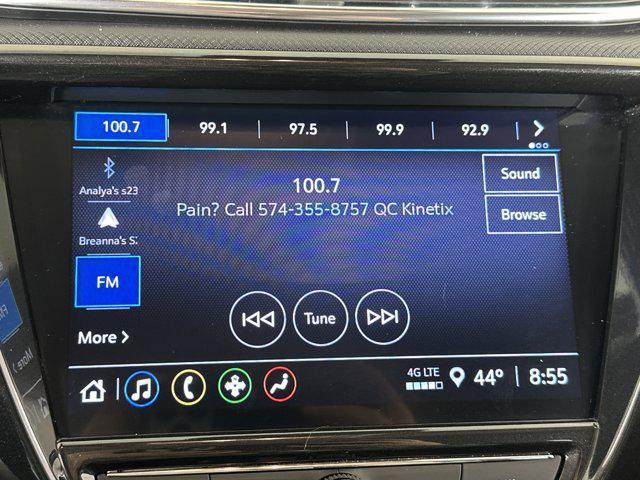 100.7 99.1 97.5 99.9 92.9
Analya's s23
Breanna's S
FM
More
100.7
Pain? Call 574-355-8757 QC Kinetix
Sound
Browse
Tune
4G LTE
44° 8:55